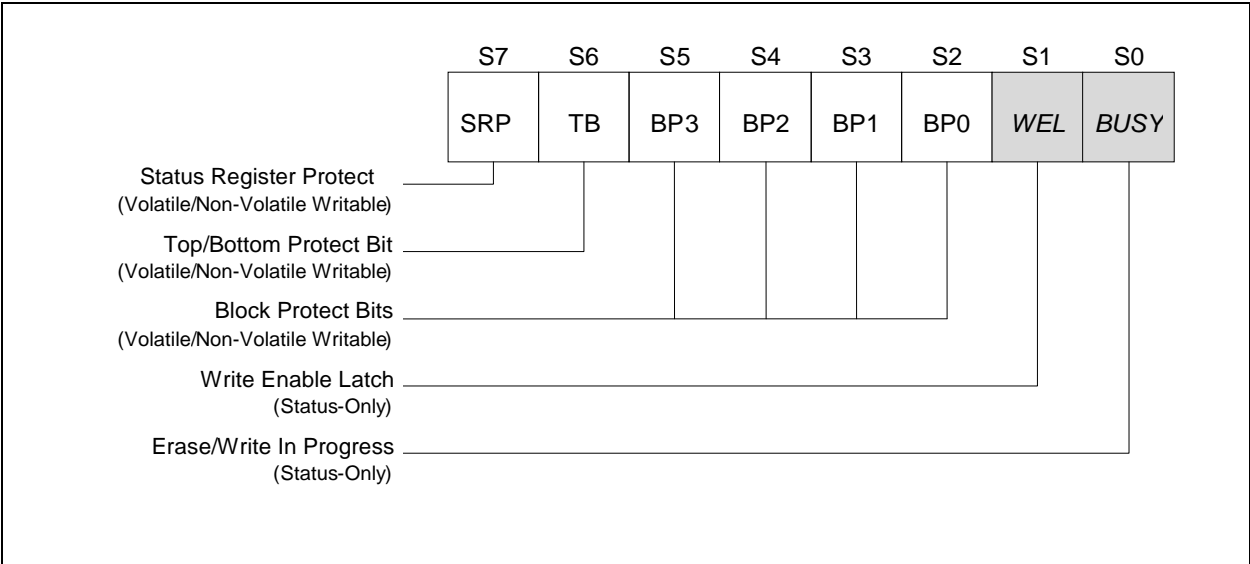 S7 S6 S5 S4 S3 S2 S1 S0
SRP TB BP3 BP2 BP1 BP0 WEL BUSY
Status Register Protect
(Volatile/Non-Volatile Writable)
Top/Bottom Protect Bit
(Volatile/Non-Volatile Writable)
Block Protect Bits
(Volatile/Non-Volatile Writable)
Write Enable Latch
(Status-Only)
Erase/Write In Progress
(Status-Only)